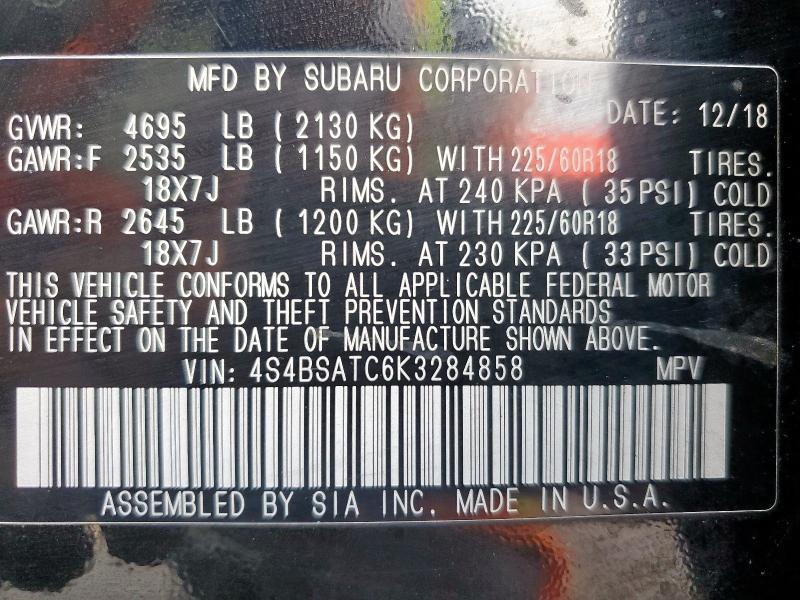 MFD BY SUBARU CORPORATION
DATE: 12/18
GVWR: 4695 LB ( 2130 KG)
GAWR:F 2535 LB ( 1150 KG) WITH 225/60R18 TIRES.
18X7J RIMS. AT 240 KPA ( 35 PSI) COLD
GAWR:R 2645 LB ( 1200 KG) WITH 225/60R18 TIRES.
18X7J RIMS. AT 230 KPA ( 33 PSI) COLD
THIS VEHICLE CONFORMS TO ALL APPLICABLE FEDERAL MOTOR
VEHICLE SAFETY AND THEFT PREVENTION STANDARDS
IN EFFECT ON THE DATE OF MANUFACTURE SHOWN ABOVE.
VIN: 4S4BSATC6K3284858 MPV
ASSEMBLED BY SIA INC. MADE IN U.S.A.